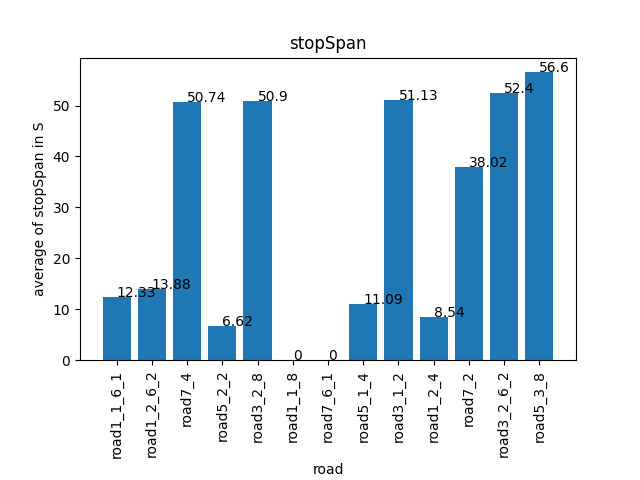 stopSpan
average of stopSpan in S
50
40
30
20
10
0
12.33
13.88
50.74
6.62
50.9
0
0
11.09
51.13
8.54
38.02
52.4
56.6
road1_1_6_1
road1_2_6_2
road7_4
road5_2_2
road3_2_8
road1_1_8
road7_6_1
road5_1_4
road3_1_2
road1_2_4
road7_2
road3_2_6_2
road5_3_8
road